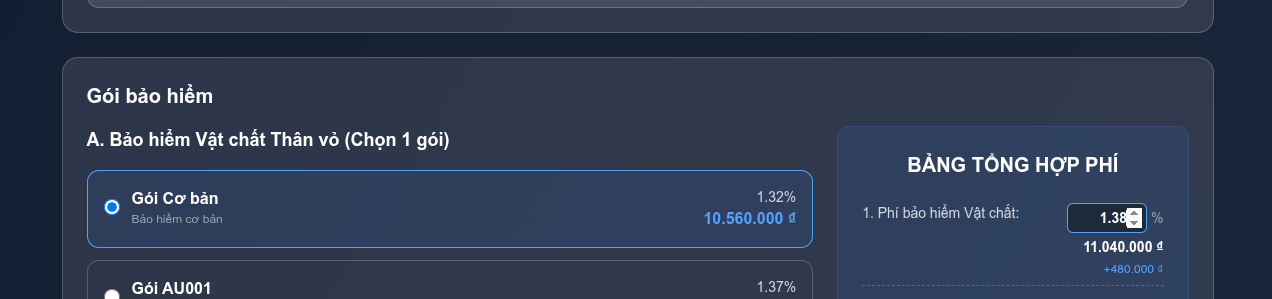 Gói bảo hiểm
A. Bảo hiểm Vật chất Thân vỏ (Chọn 1 gói)
Gói Cơ bản
1.32%
Bảo hiểm cơ bản
10.560.000 ₫
Gói AU001
1.37%
BẢNG TỔNG HỢP PHÍ
1. Phí bảo hiểm Vật chất:
1.38 %
11.040.000 ₫
+480.000 ₫